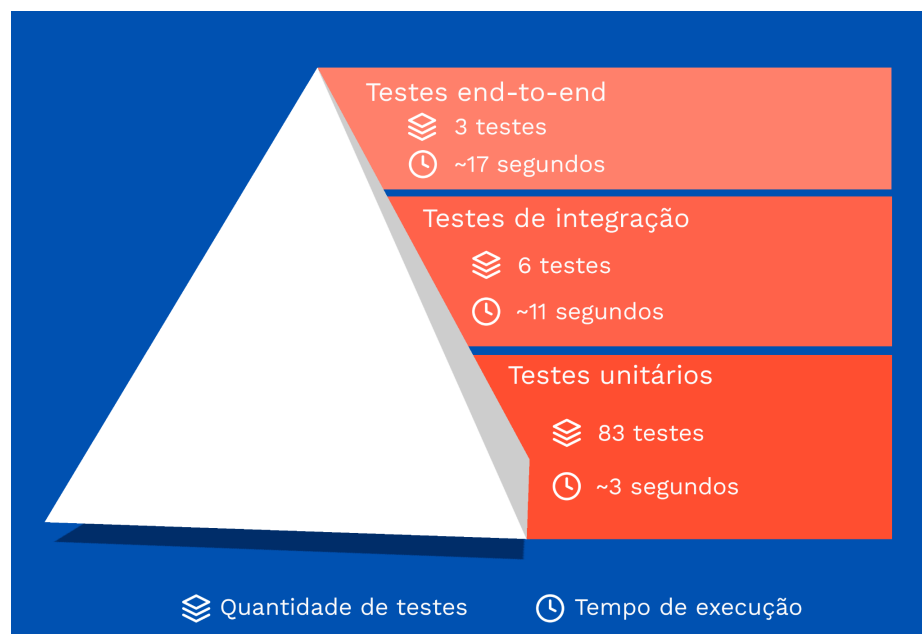 Testes end-to-end
3 testes
~17 segundos
Testes de integração
6 testes
~11 segundos
Testes unitários
83 testes
~3 segundos
Quantidade de testes
Tempo de execução